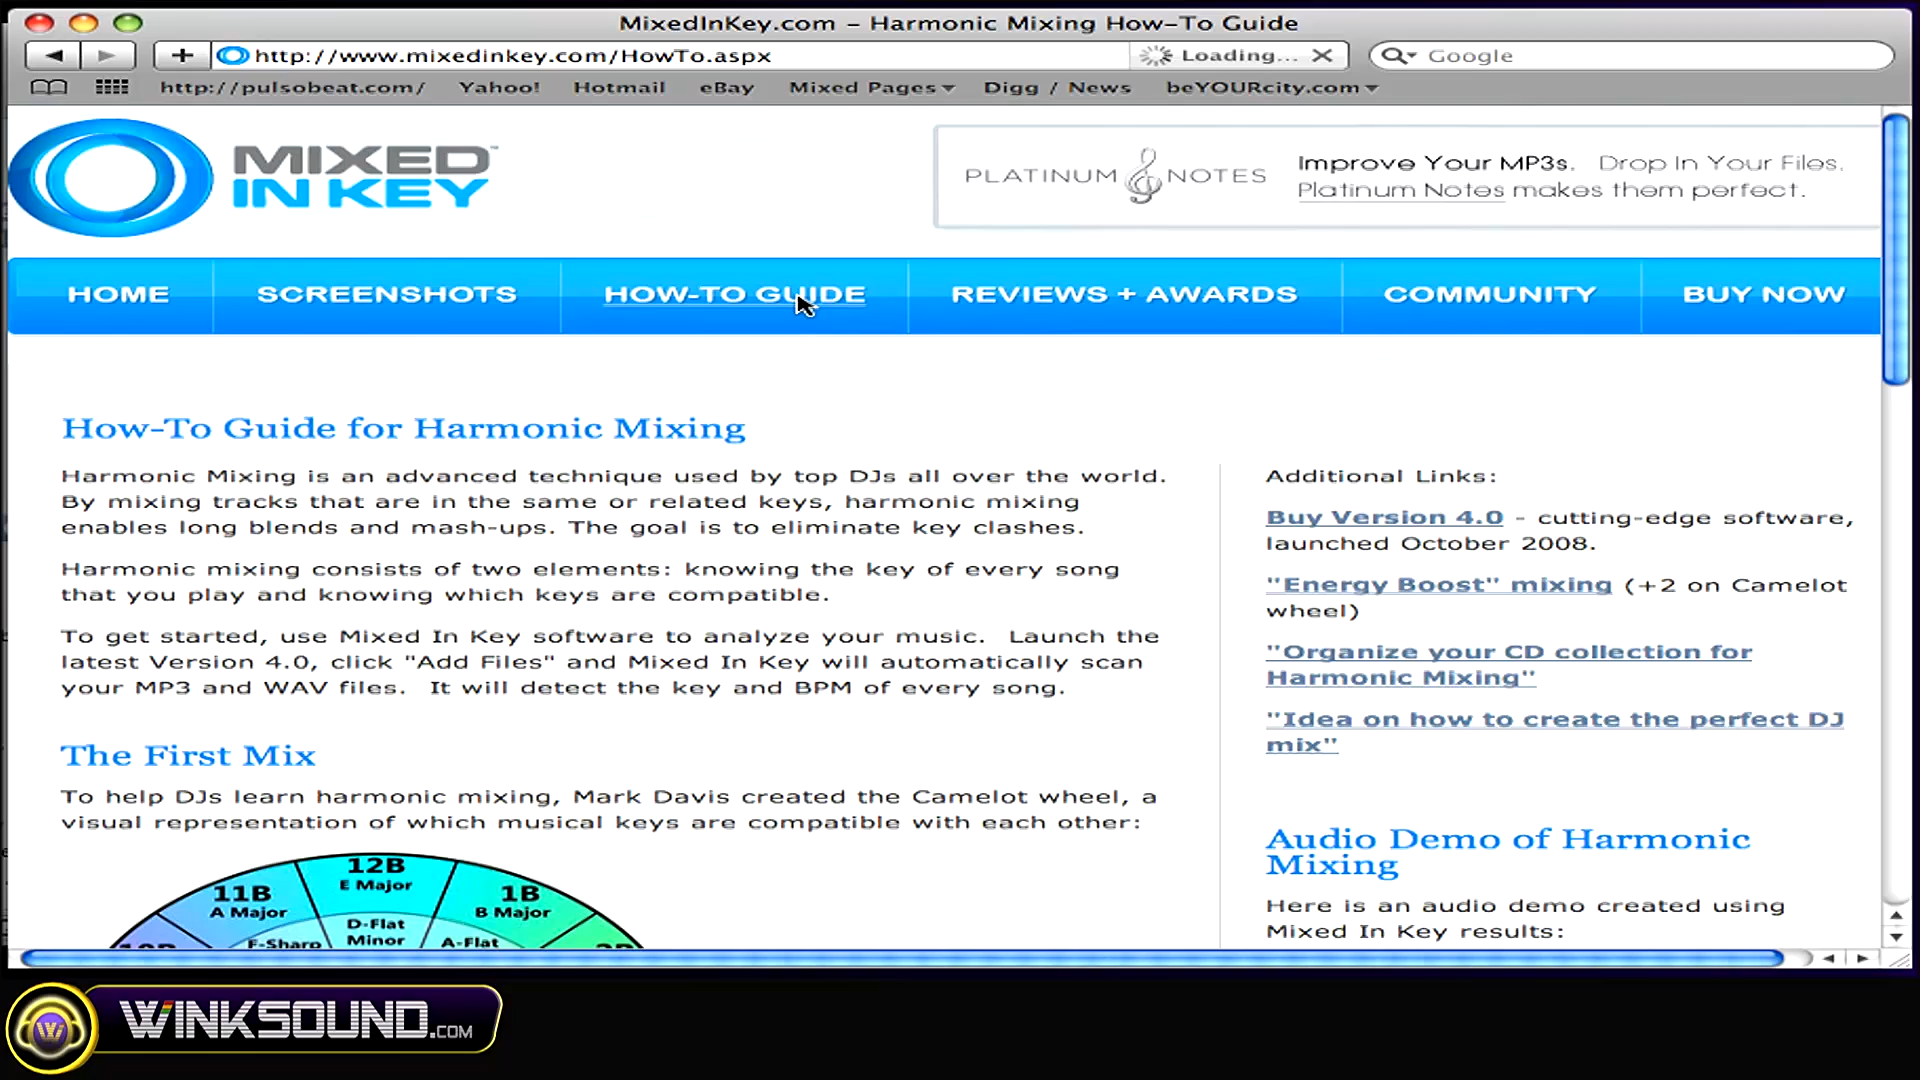 MixedInKey.com – Harmonic Mixing How–To Guide
http://www.mixedinkey.com/HowTo.aspx
Loading...
Google
http://pulsobeat.com/ Yahoo! Hotmail eBay Mixed Pages Digg / News beYOURcity.com
MIXED
IN KEY
PLATINUM NOTES
Improve Your MP3s. Drop In Your Files.
Platinum Notes makes them perfect.
HOME SCREENSHOTS HOW-TO GUIDE REVIEWS + AWARDS COMMUNITY BUY NOW
How-To Guide for Harmonic Mixing
Harmonic Mixing is an advanced technique used by top DJs all over the world.
By mixing tracks that are in the same or related keys, harmonic mixing
enables long blends and mash-ups. The goal is to eliminate key clashes.
Harmonic mixing consists of two elements: knowing the key of every song
that you play and knowing which keys are compatible.
To get started, use Mixed In Key software to analyze your music. Launch the
latest Version 4.0, click "Add Files" and Mixed In Key will automatically scan
your MP3 and WAV files. It will detect the key and BPM of every song.
The First Mix
To help DJs learn harmonic mixing, Mark Davis created the Camelot wheel, a
visual representation of which musical keys are compatible with each other:
12B
E Major
11B
A Major
1B
B Major
D-Flat
Minor
F-Sharp
A-Flat
Additional Links:
Buy Version 4.0 - cutting-edge software,
launched October 2008.
"Energy Boost" mixing (+2 on Camelot
wheel)
"Organize your CD collection for
Harmonic Mixing"
"Idea on how to create the perfect DJ
mix"
Audio Demo of Harmonic
Mixing
Here is an audio demo created using
Mixed In Key results:
W WINKSOUND.COM